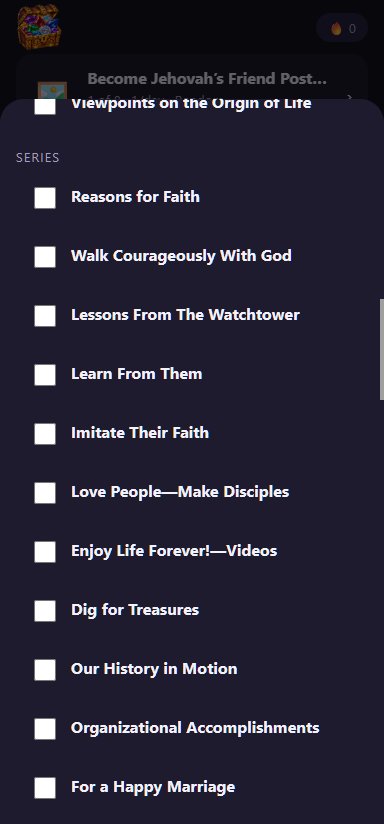 0
Become Jehovah's Friend Post...
Viewpoints on the Origin of Life
SERIES
Reasons for Faith
Walk Courageously With God
Lessons From The Watchtower
Learn From Them
Imitate Their Faith
Love People—Make Disciples
Enjoy Life Forever!—Videos
Dig for Treasures
Our History in Motion
Organizational Accomplishments
For a Happy Marriage